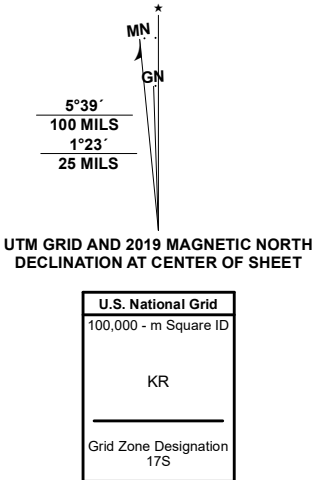 ★
MN
GN
5°39´
100 MILS
1°23´
25 MILS
UTM GRID AND 2019 MAGNETIC NORTH
DECLINATION AT CENTER OF SHEET
U.S. National Grid
100,000 - m Square ID
KR
Grid Zone Designation
17S